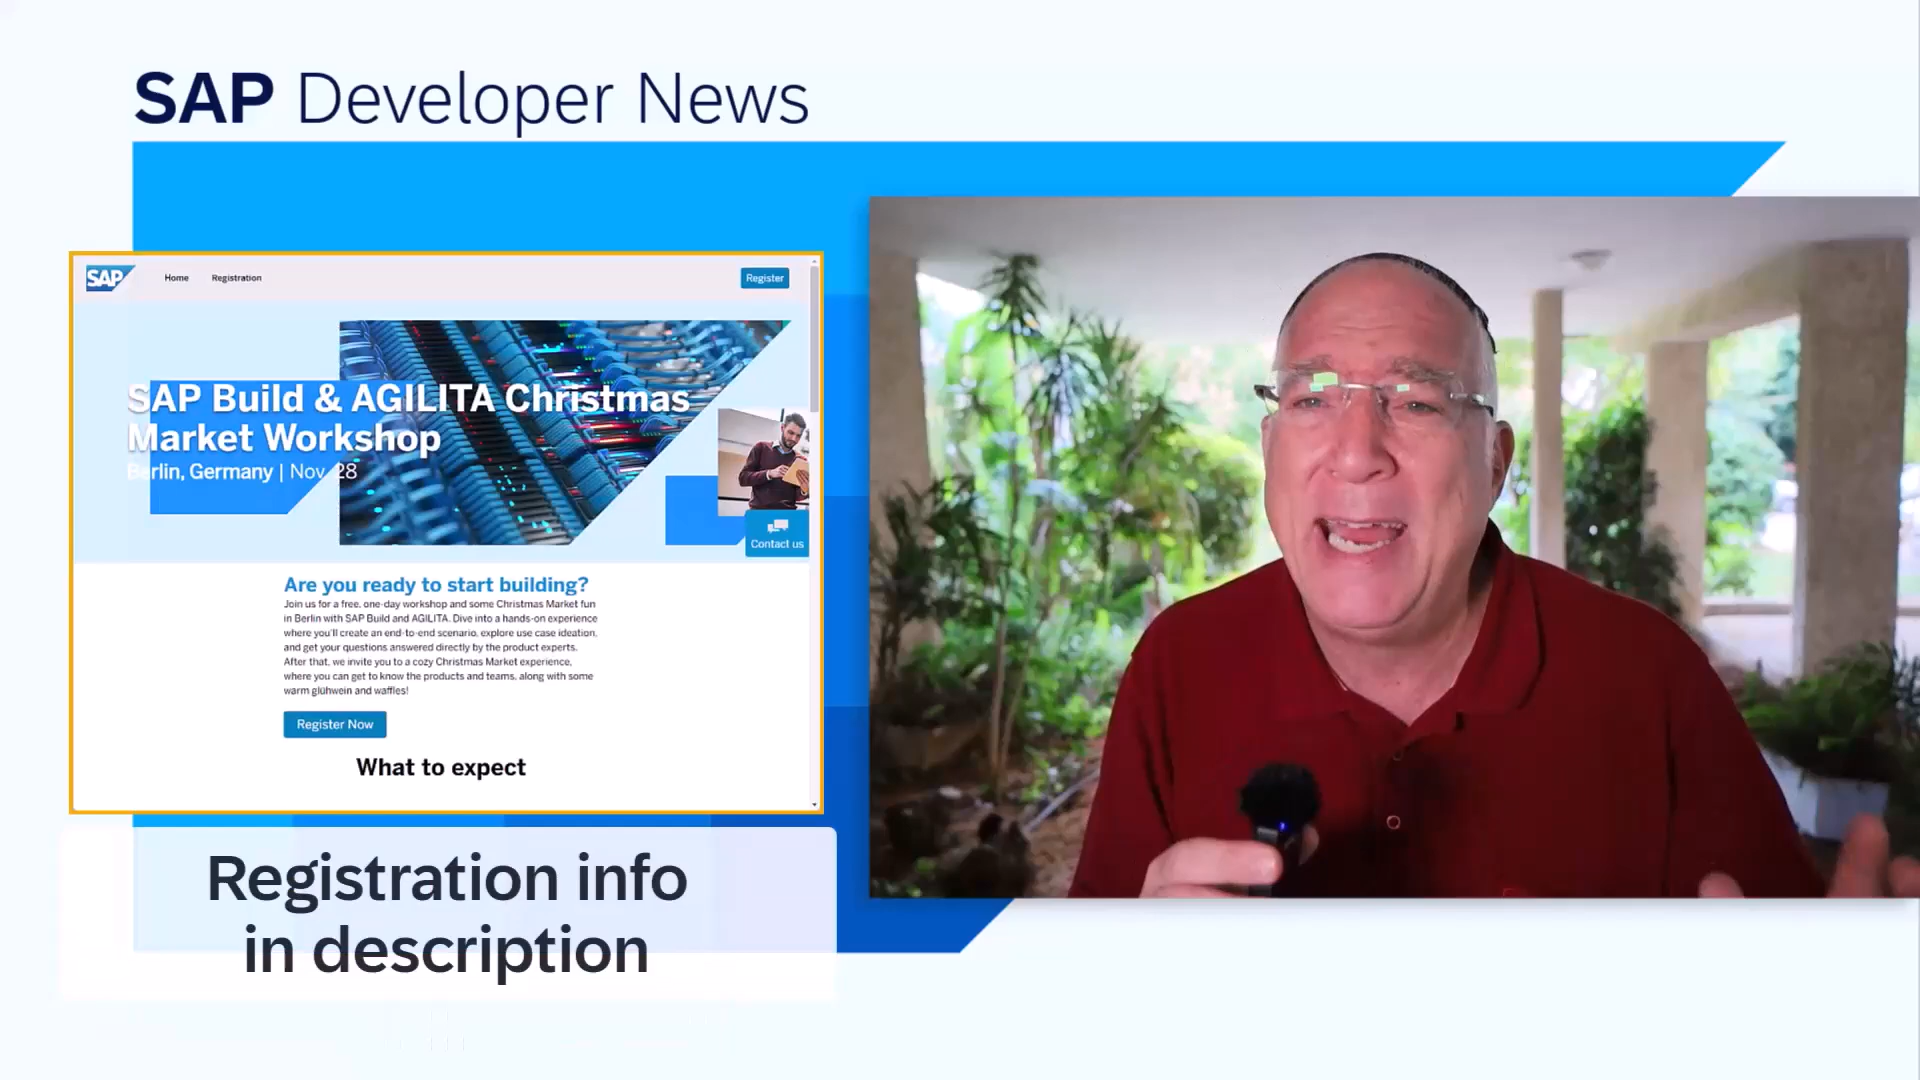 SAP Developer News
SAP
Home
Registration
Register
SAP Build & AGILITA Christmas
Market Workshop
Berlin, Germany | Nov. 28
Contact us
Are you ready to start building?
Join us for a free, one-day workshop and some Christmas Market fun
in Berlin with SAP Build and AGILITA. Dive into a hands-on experience
where you'll create an end-to-end scenario, explore use case ideation,
and get your questions answered directly by the product experts.
After that, we invite you to a cozy Christmas Market experience,
where you can get to know the products and teams, along with some
warm glühwein and waffles!
Register Now
What to expect
Registration info
in description